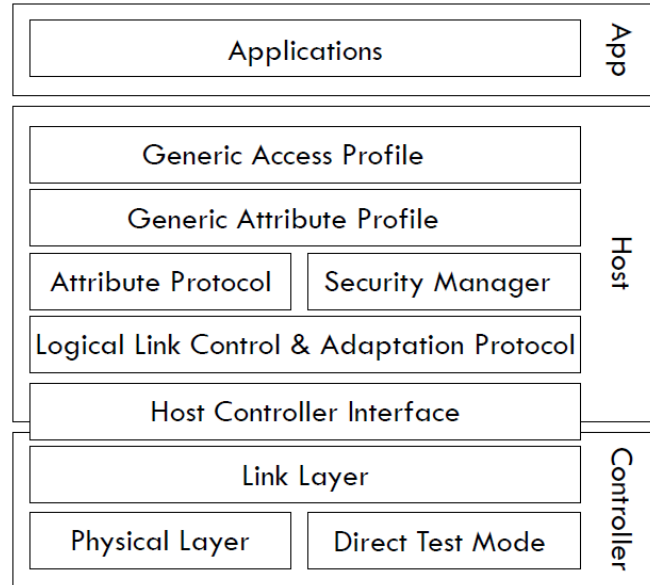 Applications
App
Generic Access Profile
Generic Attribute Profile
Attribute Protocol
Security Manager
Logical Link Control & Adaptation Protocol
Host
Host Controller Interface
Link Layer
Physical Layer
Direct Test Mode
Controller